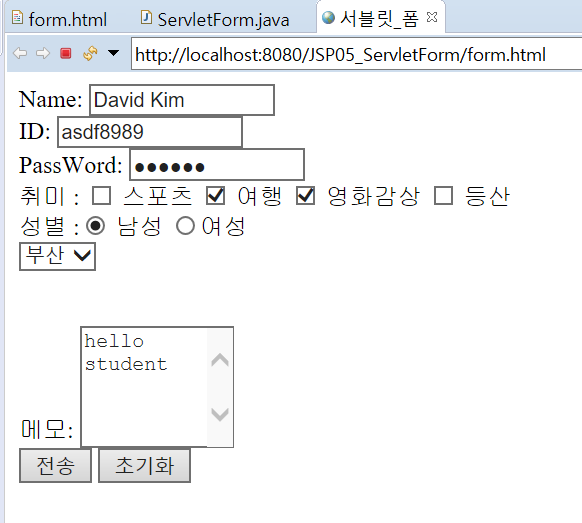 form.html ServletForm.java 서블릿_폼
http://localhost:8080/JSP05_ServletForm/form.html
Name: David Kim
ID: asdf8989
PassWord: ●●●●●●
취미 : 스포츠 여행 영화감상 등산
성별 : 남성 여성
부산
hello
student
메모:
전송 초기화